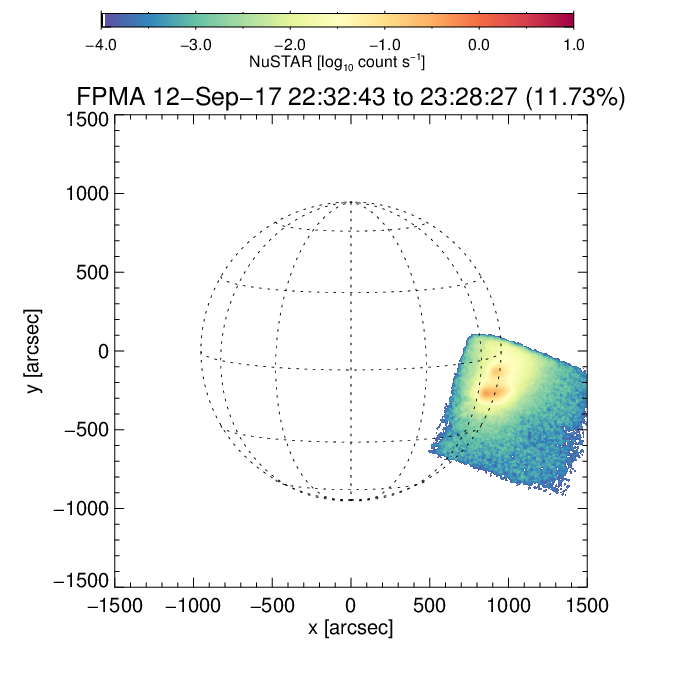 −4.0 −3.0 −2.0 −1.0 0.0 1.0
NuSTAR [log₁₀ count s⁻¹]
FPMA 12−Sep−17 22:32:43 to 23:28:27 (11.73%)
1500
1000
500
0
−500
−1000
−1500
y [arcsec]
−1500 −1000 −500 0 500 1000 1500
x [arcsec]